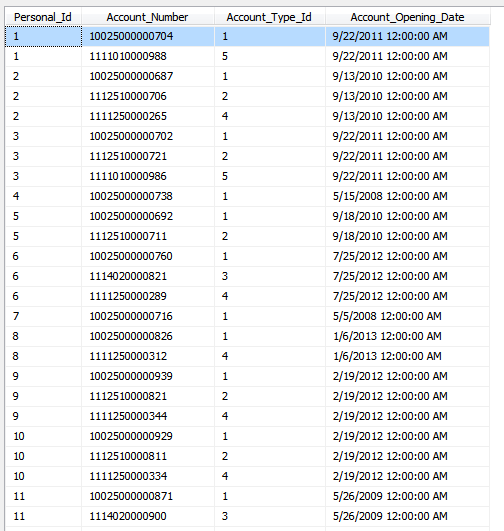 Personal_Id Account_Number Account_Type_Id Account_Opening_Date
1 10025000000704 1 9/22/2011 12:00:00 AM
1 1111010000988 5 9/22/2011 12:00:00 AM
2 10025000000687 1 9/13/2010 12:00:00 AM
2 1112510000706 2 9/13/2010 12:00:00 AM
2 1111250000265 4 9/13/2010 12:00:00 AM
3 10025000000702 1 9/22/2011 12:00:00 AM
3 1112510000721 2 9/22/2011 12:00:00 AM
3 1111010000986 5 9/22/2011 12:00:00 AM
4 10025000000738 1 5/15/2008 12:00:00 AM
5 10025000000692 1 9/18/2010 12:00:00 AM
5 1112510000711 2 9/18/2010 12:00:00 AM
6 10025000000760 1 7/25/2012 12:00:00 AM
6 1114020000821 3 7/25/2012 12:00:00 AM
6 1111250000289 4 7/25/2012 12:00:00 AM
7 10025000000716 1 5/5/2008 12:00:00 AM
8 10025000000826 1 1/6/2013 12:00:00 AM
8 1111250000312 4 1/6/2013 12:00:00 AM
9 10025000000939 1 2/19/2012 12:00:00 AM
9 1112510000821 2 2/19/2012 12:00:00 AM
9 1111250000344 4 2/19/2012 12:00:00 AM
10 10025000000929 1 2/19/2012 12:00:00 AM
10 1112510000811 2 2/19/2012 12:00:00 AM
10 1111250000334 4 2/19/2012 12:00:00 AM
11 10025000000871 1 5/26/2009 12:00:00 AM
11 1114020000900 3 5/26/2009 12:00:00 AM